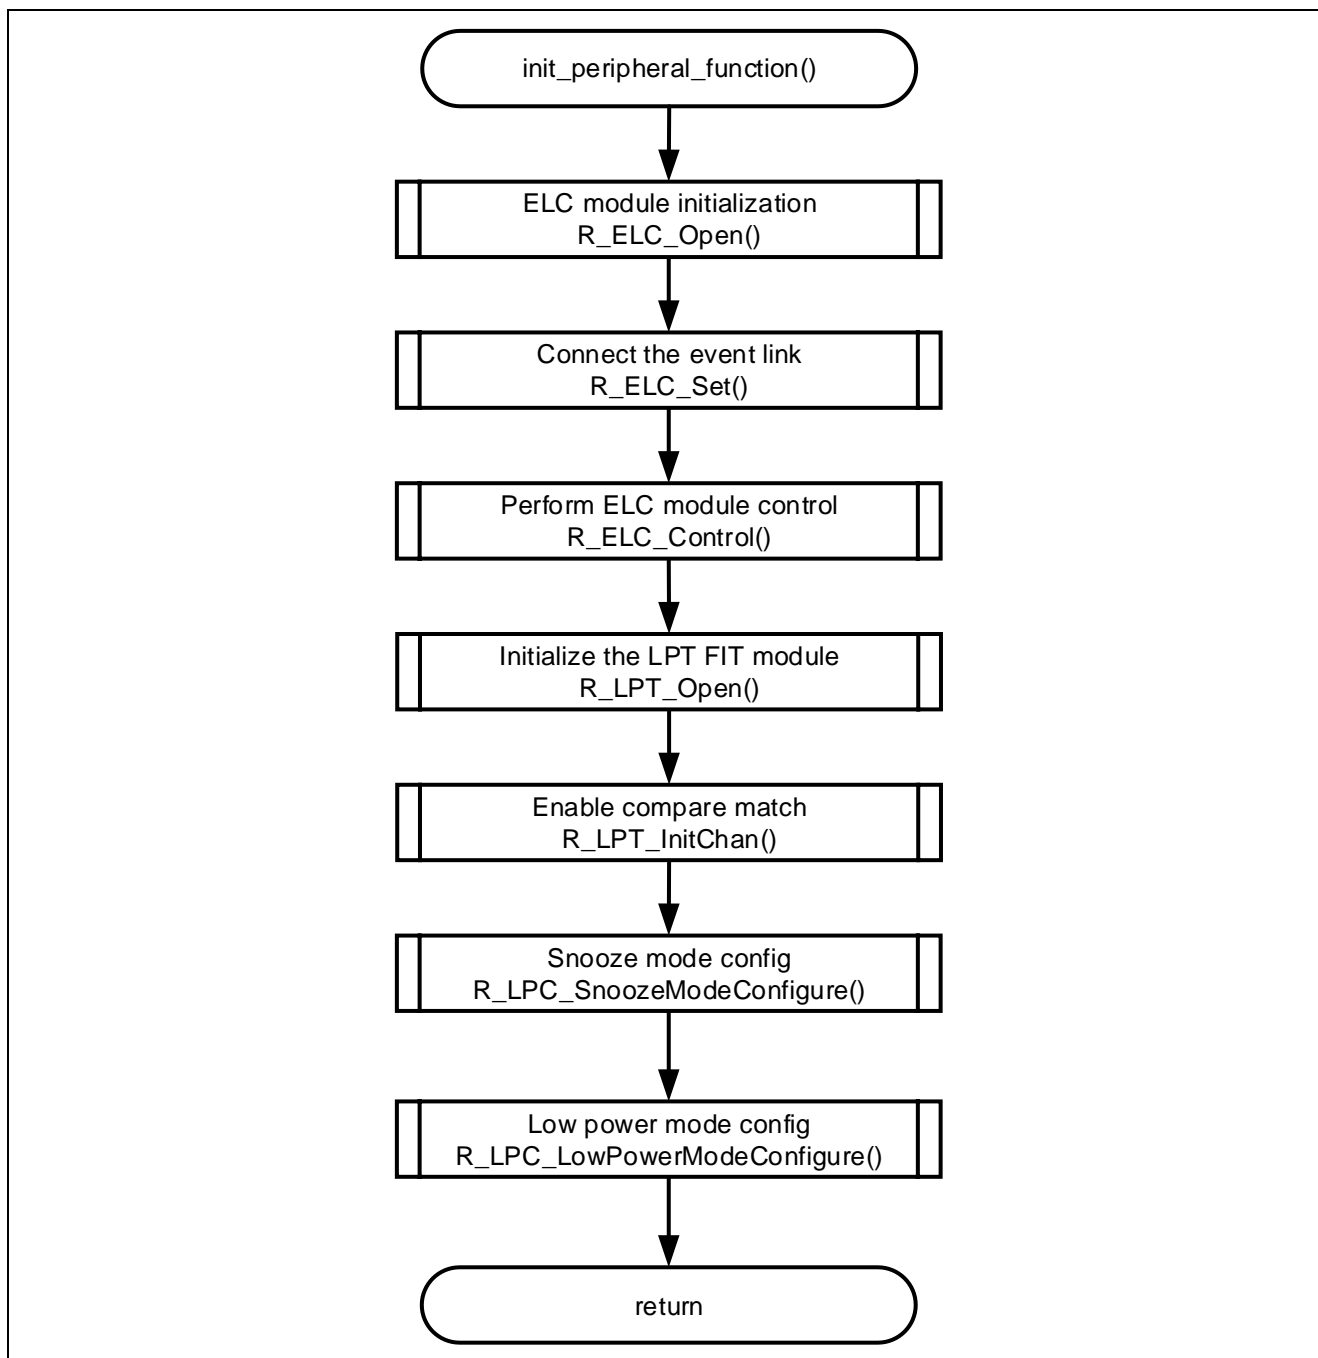 init_peripheral_function()
ELC module initialization
R_ELC_Open()
Connect the event link
R_ELC_Set()
Perform ELC module control
R_ELC_Control()
Initialize the LPT FIT module
R_LPT_Open()
Enable compare match
R_LPT_InitChan()
Snooze mode config
R_LPC_SnoozeModeConfigure()
Low power mode config
R_LPC_LowPowerModeConfigure()
return